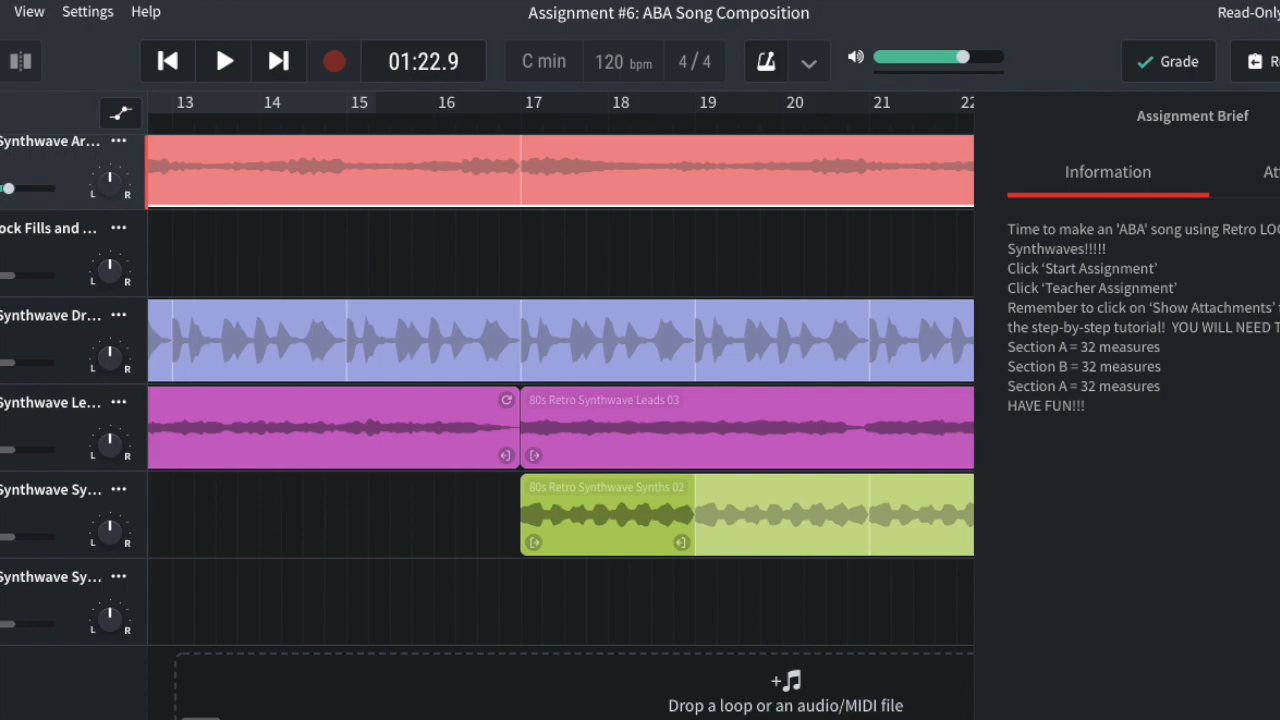 View Settings Help Assignment #6: ABA Song Composition Read-Only
01:22.9 C min 120 bpm 4 / 4 Grade
13 14 15 16 17 18 19 20 21 22
Assignment Brief
Synthwave Ar...
L R
Information
ock Fills and ...
L R
Time to make an 'ABA' song using Retro
Synthwaves!!!!!
Click ‘Start Assignment’
Click ‘Teacher Assignment’
Remember to click on ‘Show Attachments’
the step-by-step tutorial! YOU WILL NEED
Section A = 32 measures
Section B = 32 measures
Section A = 32 measures
HAVE FUN!!!
Synthwave Dr...
L R
Synthwave Le...
80s Retro Synthwave Leads 03
L R
Synthwave Sy...
80s Retro Synthwave Synths 02
L R
Synthwave Sy...
L R
+
Drop a loop or an audio/MIDI file